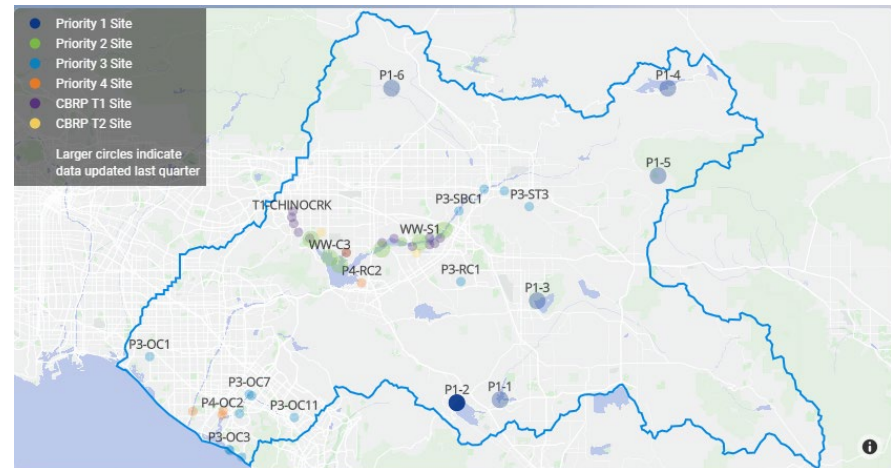 Priority 1 Site
Priority 2 Site
Priority 3 Site
Priority 4 Site
CBRP T1 Site
CBRP T2 Site
Larger circles indicate
data updated last quarter
P1-6
P1-4
P1-5
P3-SBC1
P3-ST3
T1-CHINOCRK
WW-S1
WW-C3
P4-RC2
P3-RC1
P1-3
P3-OC1
P3-OC7
P1-2
P1-1
P4-OC2
P3-OC11
P3-OC3